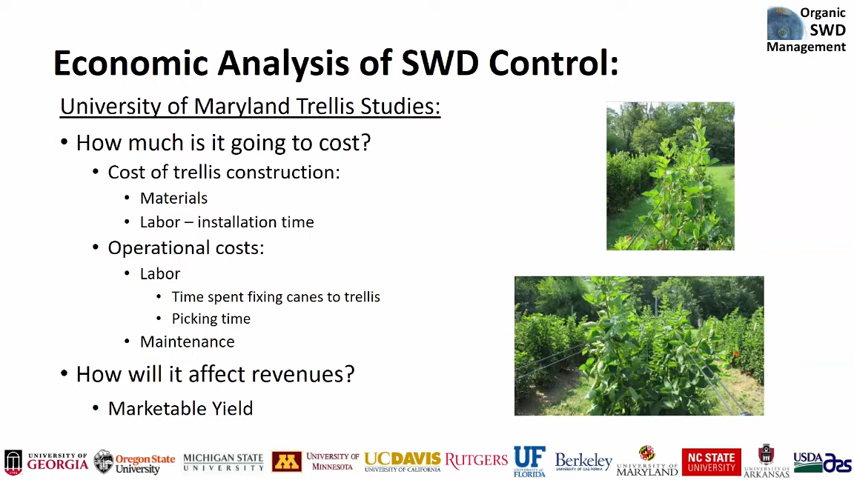 Organic
SWD
Management
Economic Analysis of SWD Control:
University of Maryland Trellis Studies:
• How much is it going to cost?
• Cost of trellis construction:
• Materials
• Labor – installation time
• Operational costs:
• Labor
• Time spent fixing canes to trellis
• Picking time
• Maintenance
• How will it affect revenues?
• Marketable Yield
UNIVERSITY OF
GEORGIA
Oregon State
University
MICHIGAN STATE
UNIVERSITY
M
UNIVERSITY OF
MINNESOTA
UCDAVIS
UNIVERSITY OF CALIFORNIA
RUTGERS
UF
UNIVERSITY of
FLORIDA
Berkeley
UNIVERSITY OF CALIFORNIA
UNIVERSITY OF
MARYLAND
NC STATE
UNIVERSITY
UNIVERSITY OF
ARKANSAS
USDA
ars